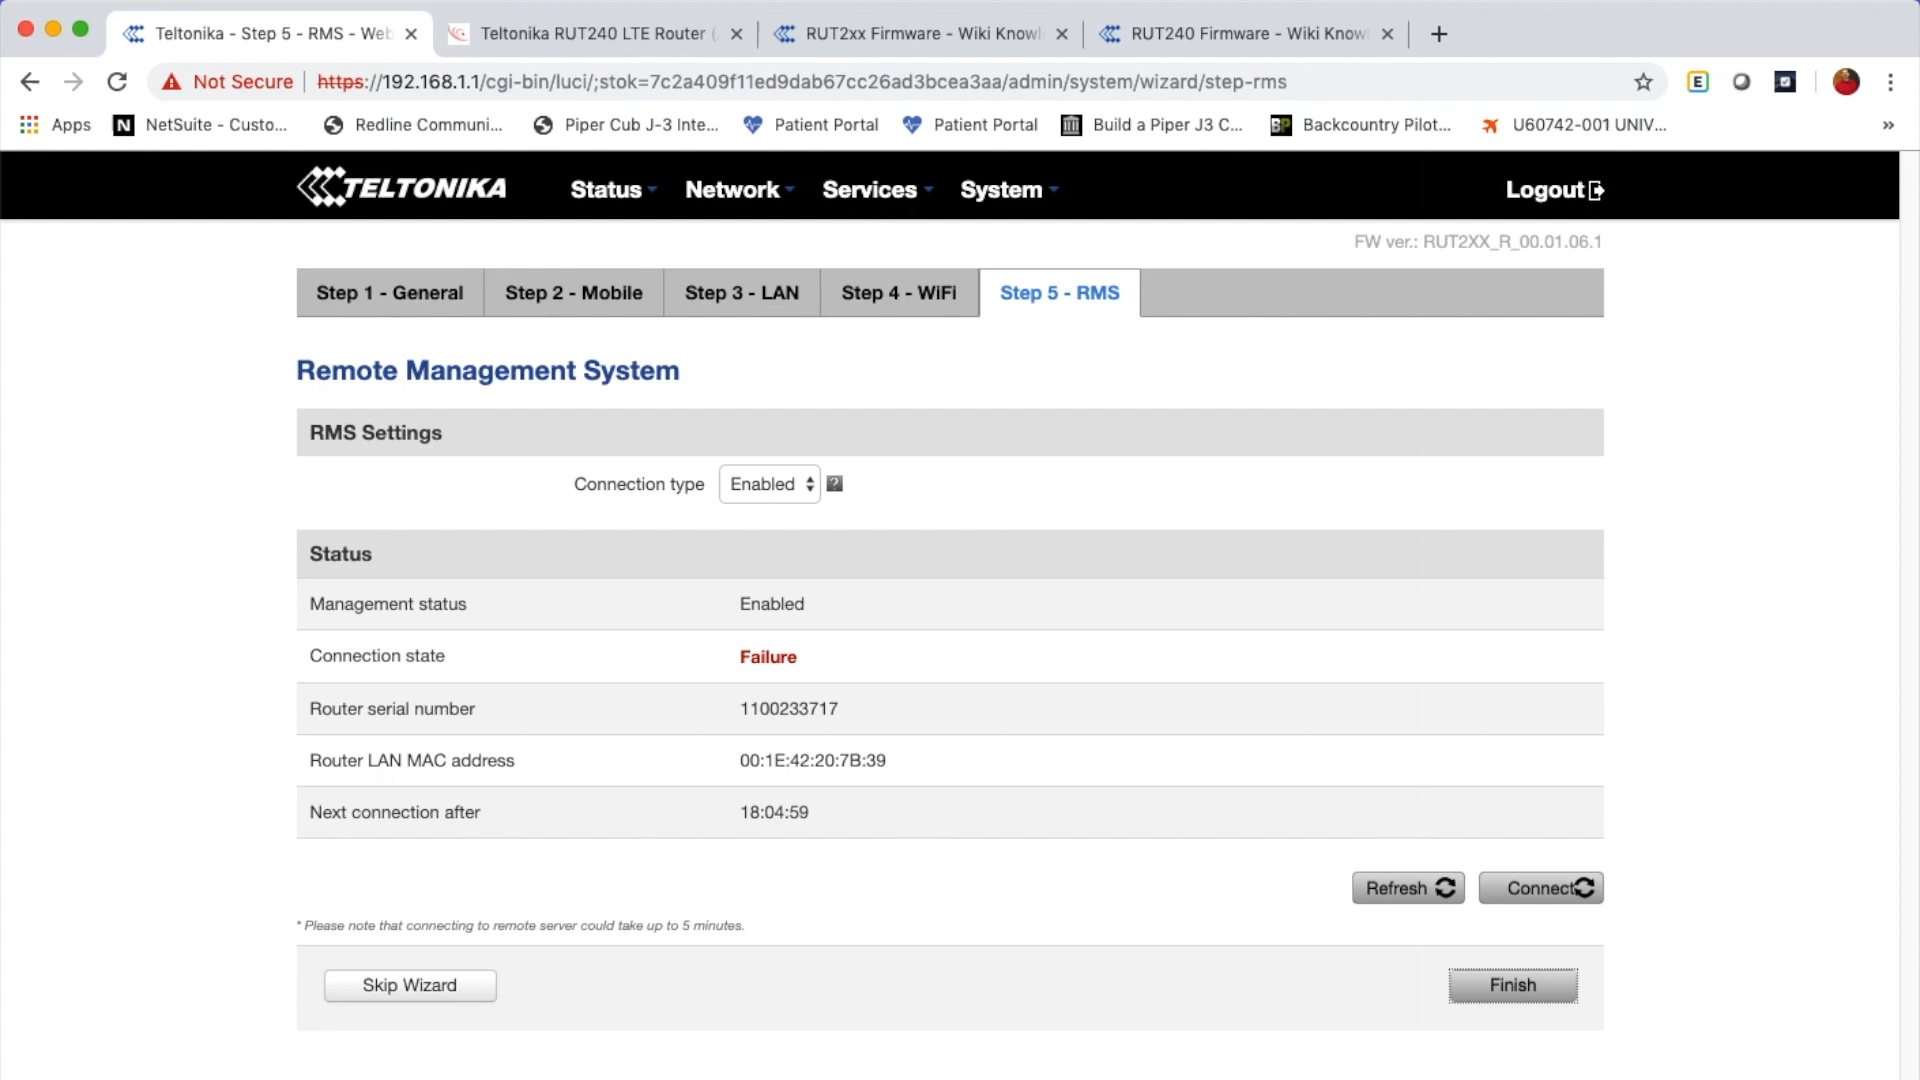 Teltonika - Step 5 - RMS - Web
Teltonika RUT240 LTE Router (
RUT2xx Firmware - Wiki Knowl
RUT240 Firmware - Wiki Knowl
Not Secure
https://192.168.1.1/cgi-bin/luci/;stok=7c2a409f11ed9dab67cc26ad3bcea3aa/admin/system/wizard/step-rms
E
Apps
N NetSuite - Custo...
Redline Communi...
Piper Cub J-3 Inte...
Patient Portal
Patient Portal
Build a Piper J3 C...
BP Backcountry Pilot...
U60742-001 UNIV...
»
TELTONIKA
Status
Network
Services
System
Logout
FW ver.: RUT2XX_R_00.01.06.1
Step 1 - General
Step 2 - Mobile
Step 3 - LAN
Step 4 - WiFi
Step 5 - RMS
Remote Management System
RMS Settings
Connection type Enabled ?
Status
Management status Enabled
Connection state Failure
Router serial number 1100233717
Router LAN MAC address 00:1E:42:20:7B:39
Next connection after 18:04:59
Refresh
Connect
* Please note that connecting to remote server could take up to 5 minutes.
Skip Wizard
Finish